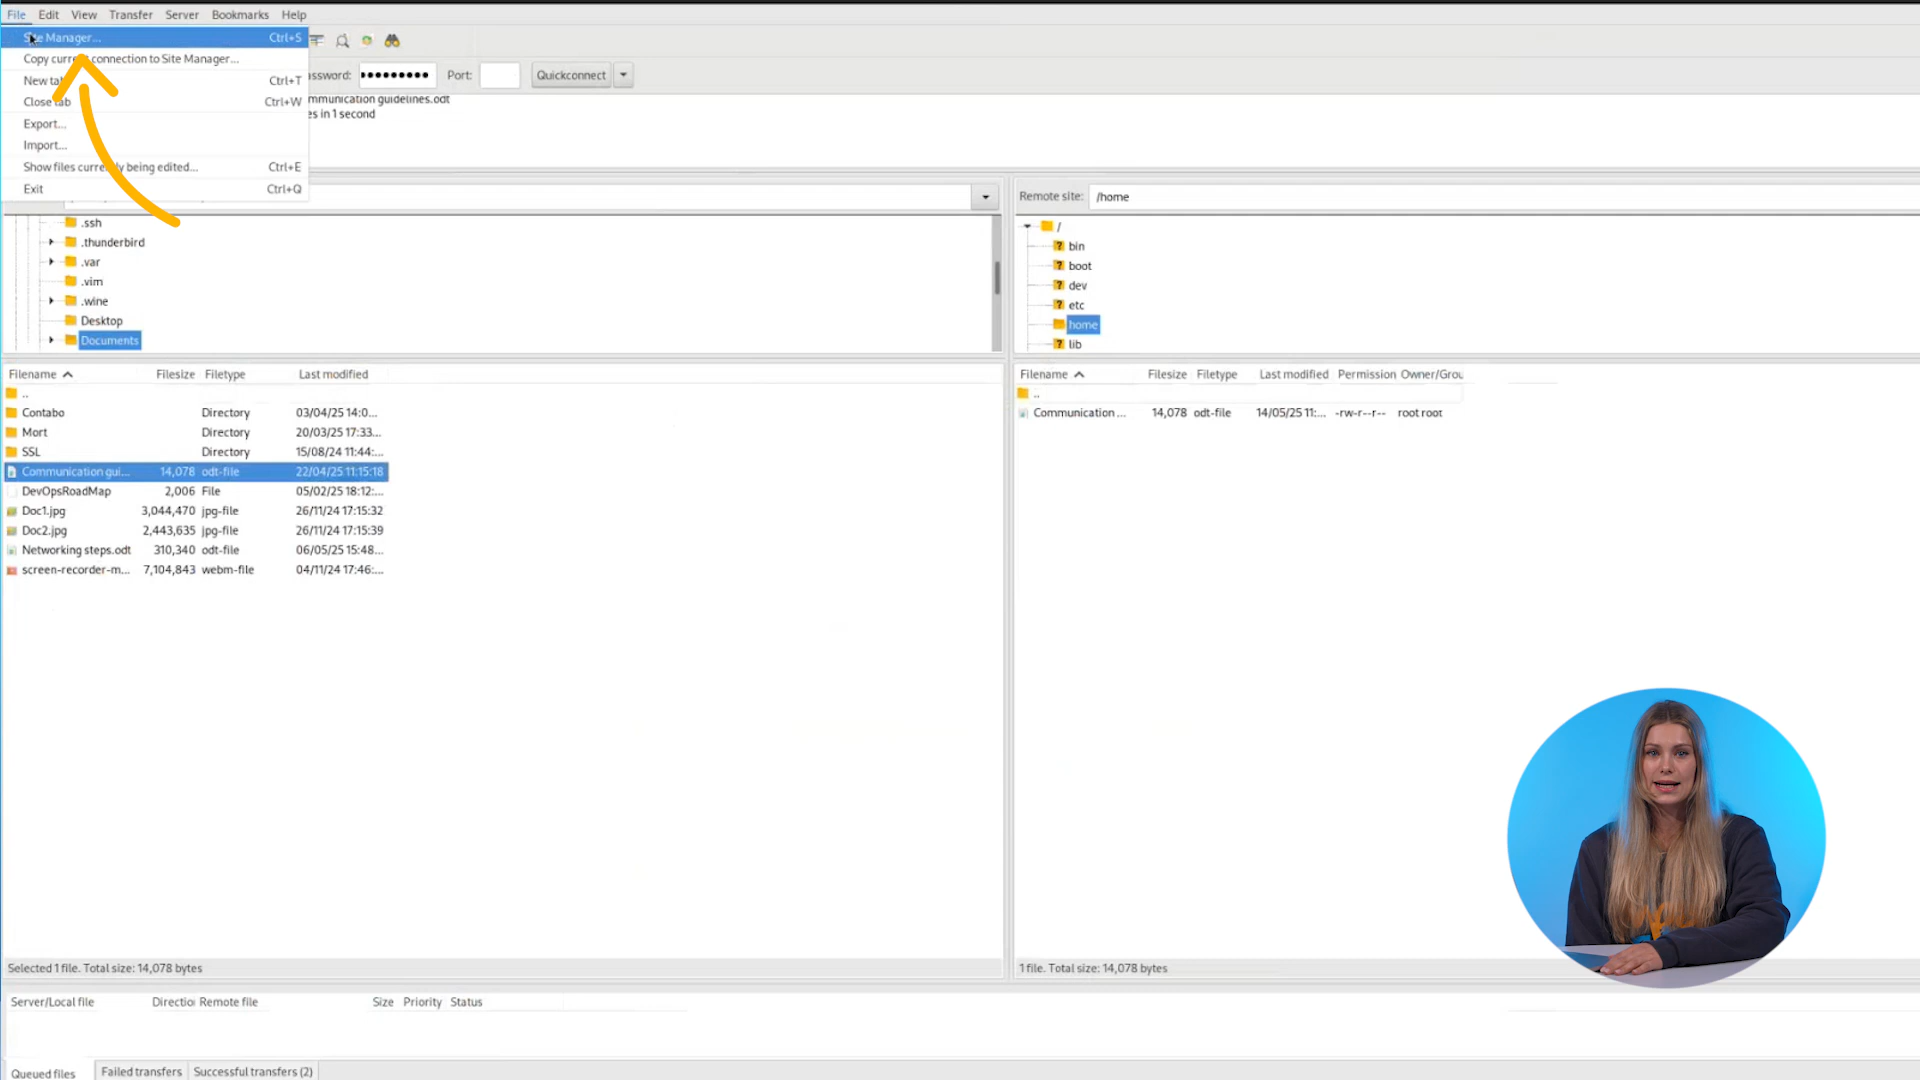 File Edit View Transfer Server Bookmarks Help
Site Manager... Ctrl+S
Copy current connection to Site Manager...
New tab Ctrl+T
Close tab Ctrl+W
Export...
Import...
Show files currently being edited... Ctrl+E
Exit Ctrl+Q
ssword: ●●●●●●●●● Port: Quickconnect
mmunication guidelines.odt
es in 1 second
Remote site: /home
.ssh
.thunderbird
.var
.vim
.wine
Desktop
Documents
/
bin
boot
dev
etc
home
lib
Filename Filesize Filetype Last modified
..
Contabo Directory 03/04/25 14:0...
Mort Directory 20/03/25 17:33...
SSL Directory 15/08/24 11:44:...
Communication gui... 14,078 odt-file 22/04/25 11:15:18
DevOpsRoadMap 2,006 File 05/02/25 18:12:...
Doc1.jpg 3,044,470 jpg-file 26/11/24 17:15:32
Doc2.jpg 2,443,635 jpg-file 26/11/24 17:15:39
Networking steps.odt 310,340 odt-file 06/05/25 15:48...
screen-recorder-m... 7,104,843 webm-file 04/11/24 17:46:...
Selected 1 file. Total size: 14,078 bytes
Filename Filesize Filetype Last modified Permission Owner/Grou
..
Communication ... 14,078 odt-file 14/05/25 11:... -rw-r--r-- root root
1 file. Total size: 14,078 bytes
Server/Local file Directio Remote file Size Priority Status
Queued files Failed transfers Successful transfers (2)